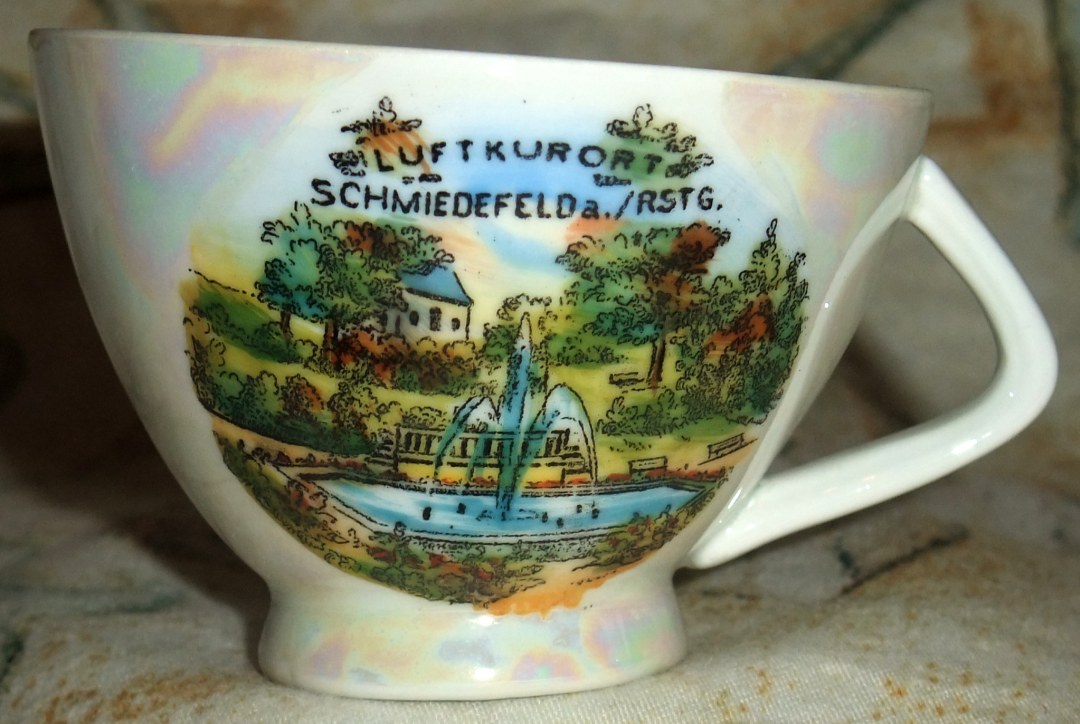 LUFTKURORT
SCHMIEDEFELD a./RSTG.